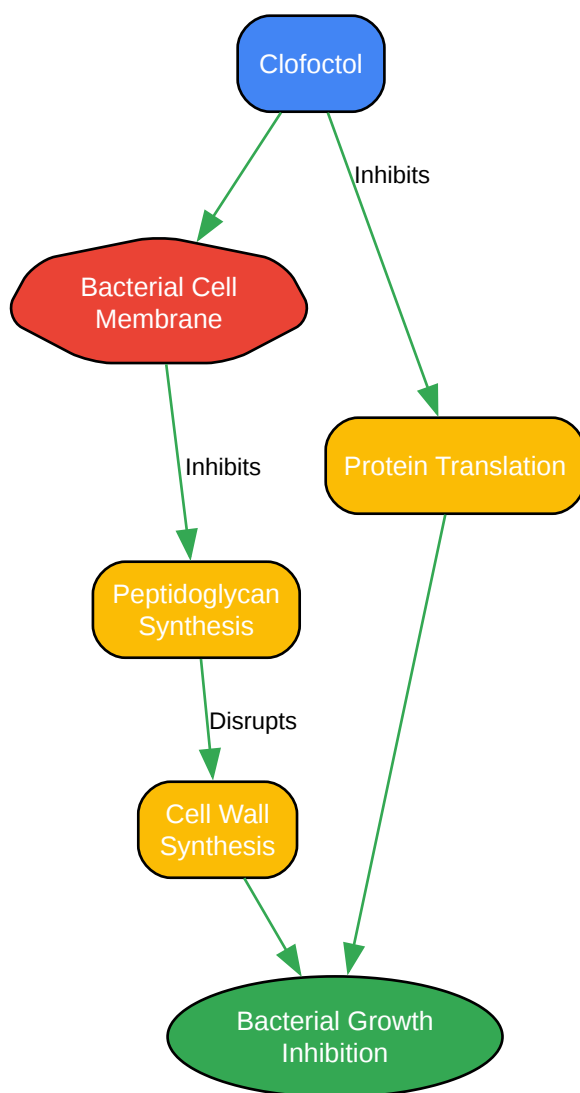 Clofoctol
Inhibits
Bacterial Cell
Membrane
Inhibits
Protein Translation
Peptidoglycan
Synthesis
Disrupts
Cell Wall
Synthesis
Bacterial Growth
Inhibition